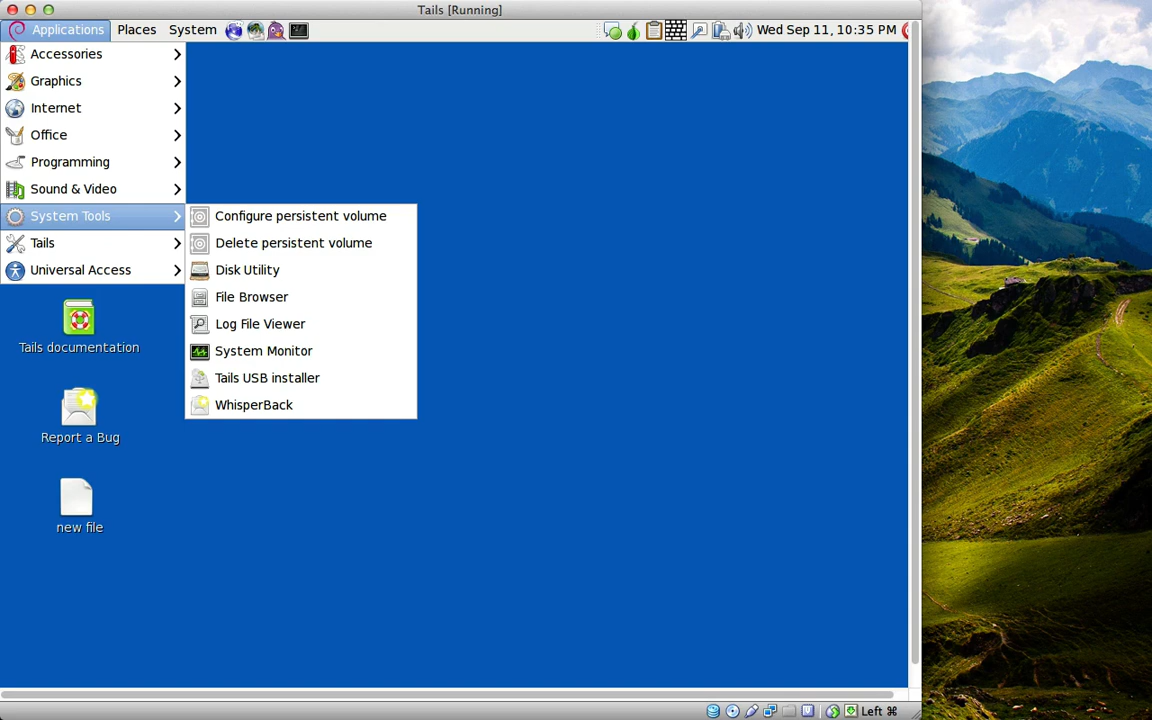 Tails [Running]
Applications Places System Wed Sep 11, 10:35 PM
Accessories
Graphics
Internet
Office
Programming
Sound & Video
System Tools
Tails
Universal Access
Configure persistent volume
Delete persistent volume
Disk Utility
File Browser
Log File Viewer
System Monitor
Tails USB installer
WhisperBack
Tails documentation
Report a Bug
new file
Left ⌘